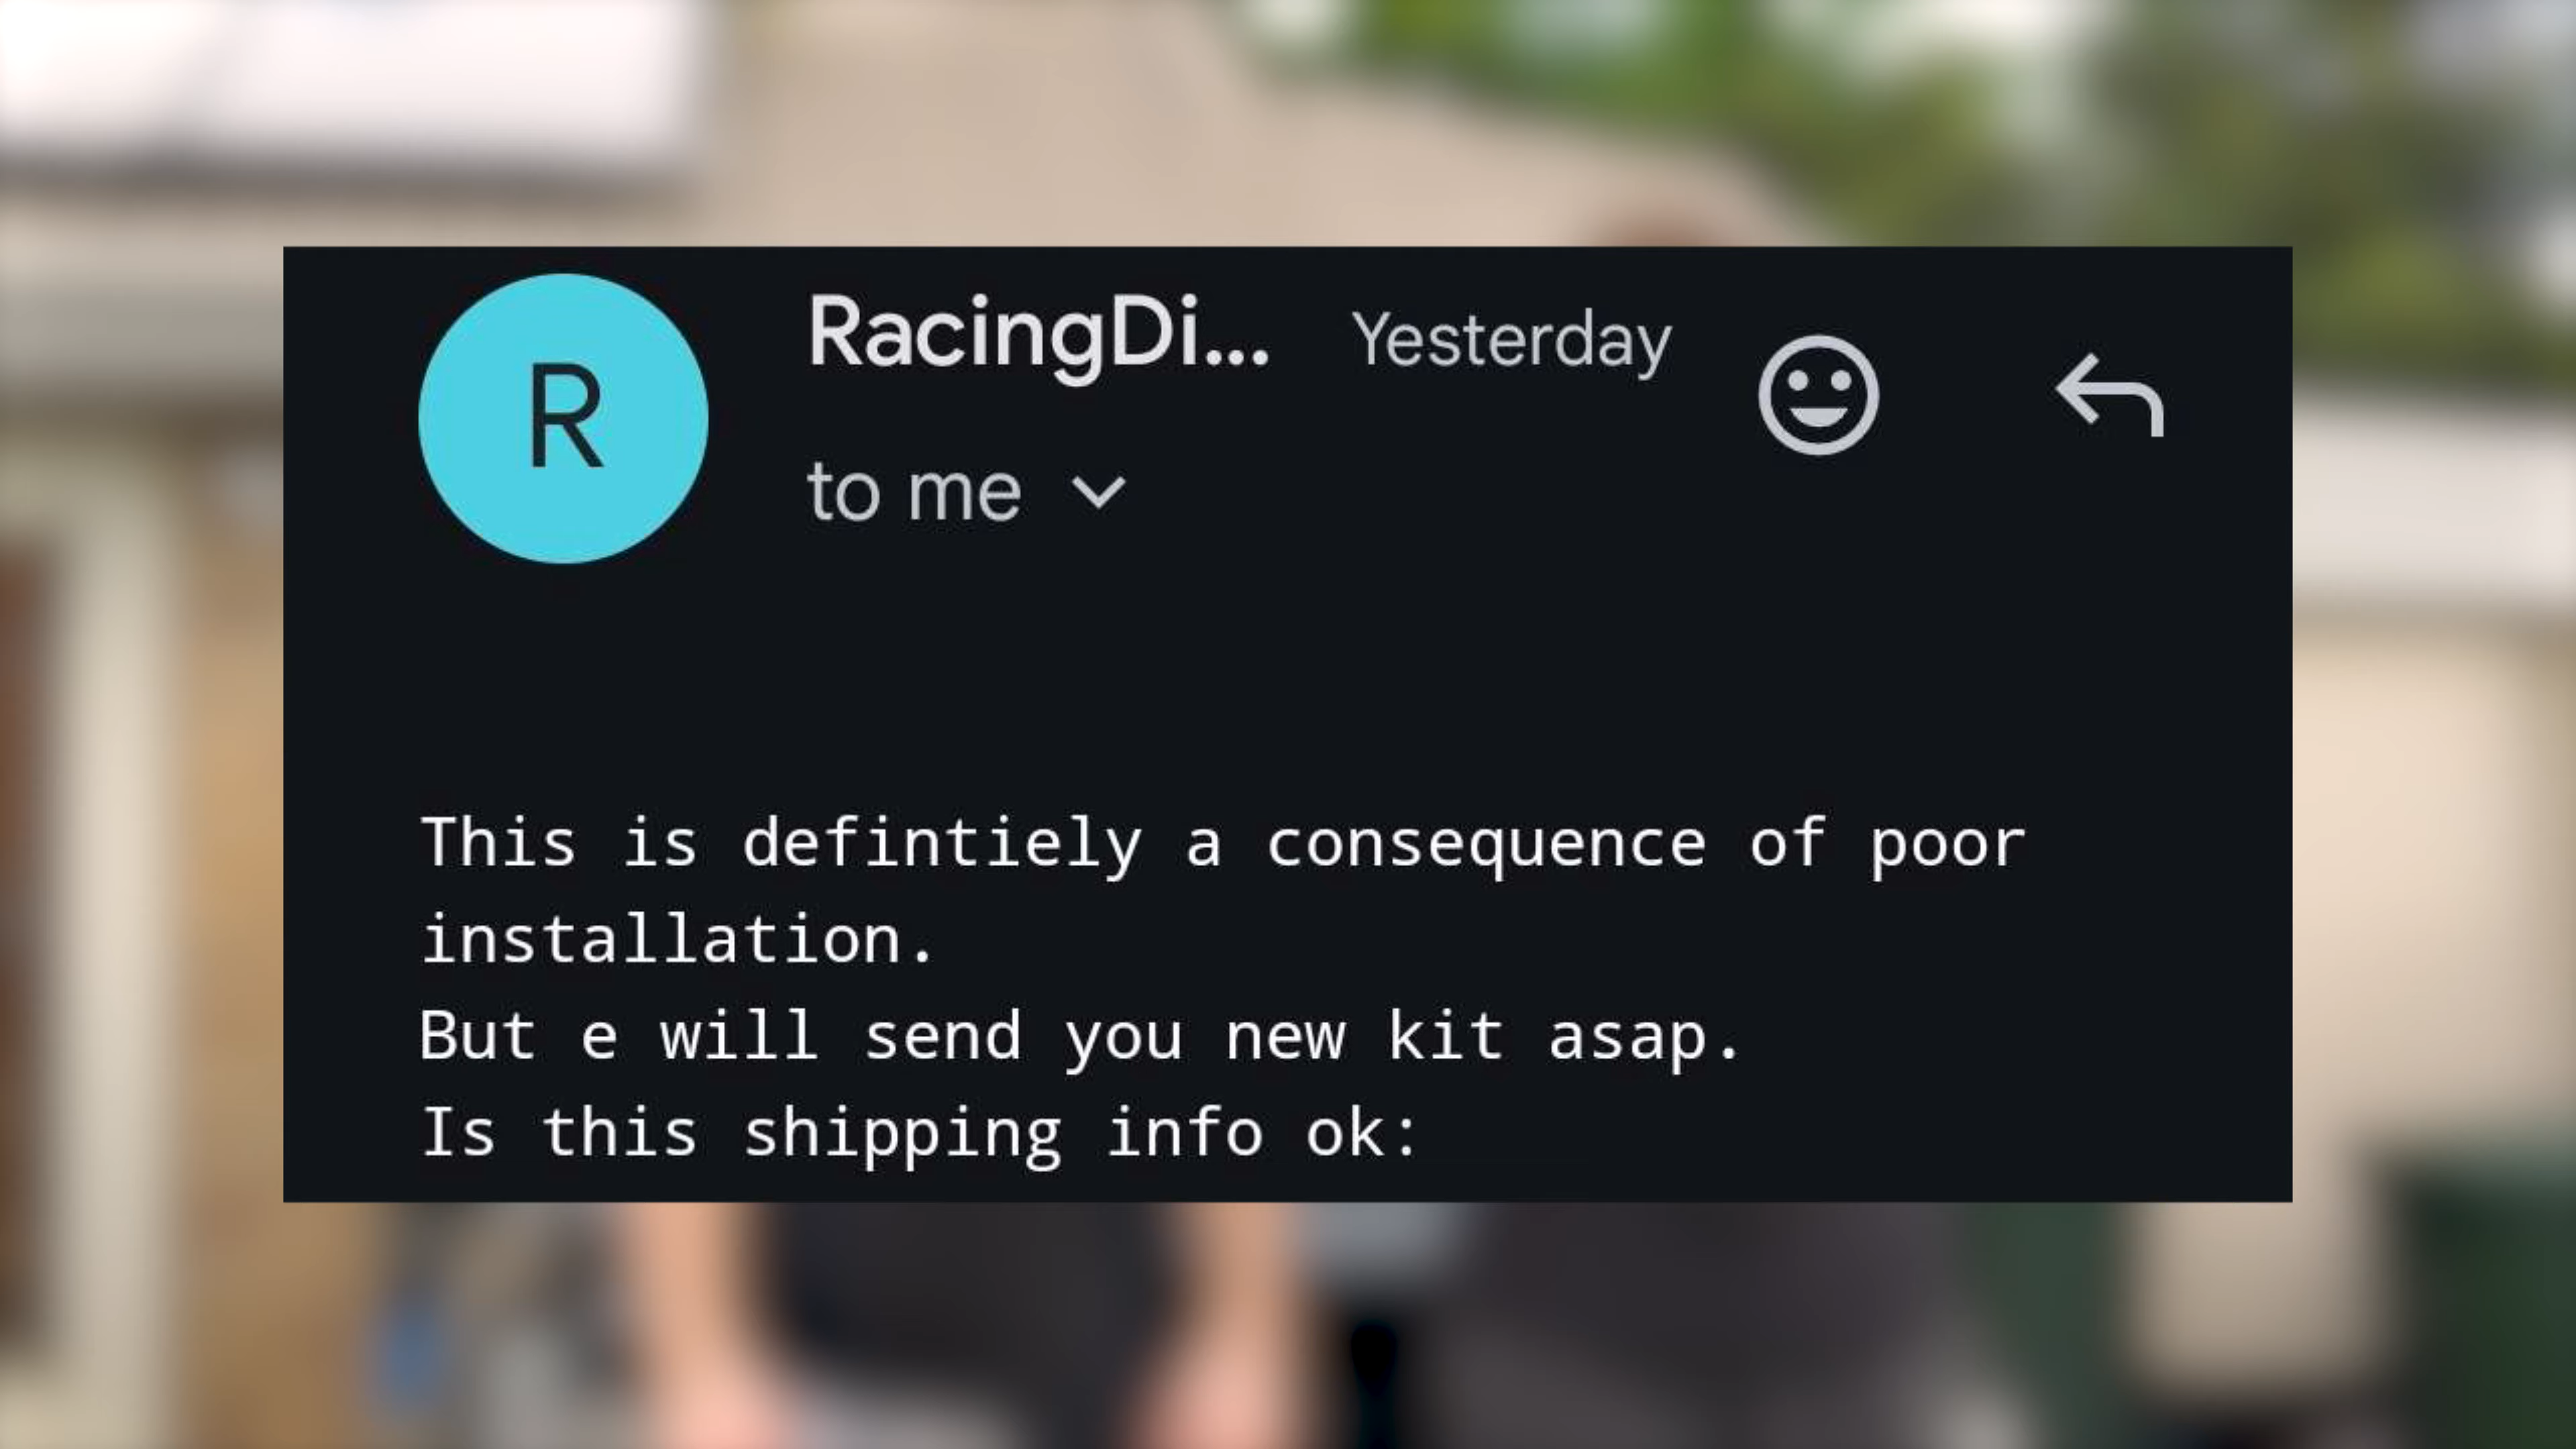 R
RacingDi... Yesterday
to me
This is defintiely a consequence of poor
installation.
But e will send you new kit asap.
Is this shipping info ok: